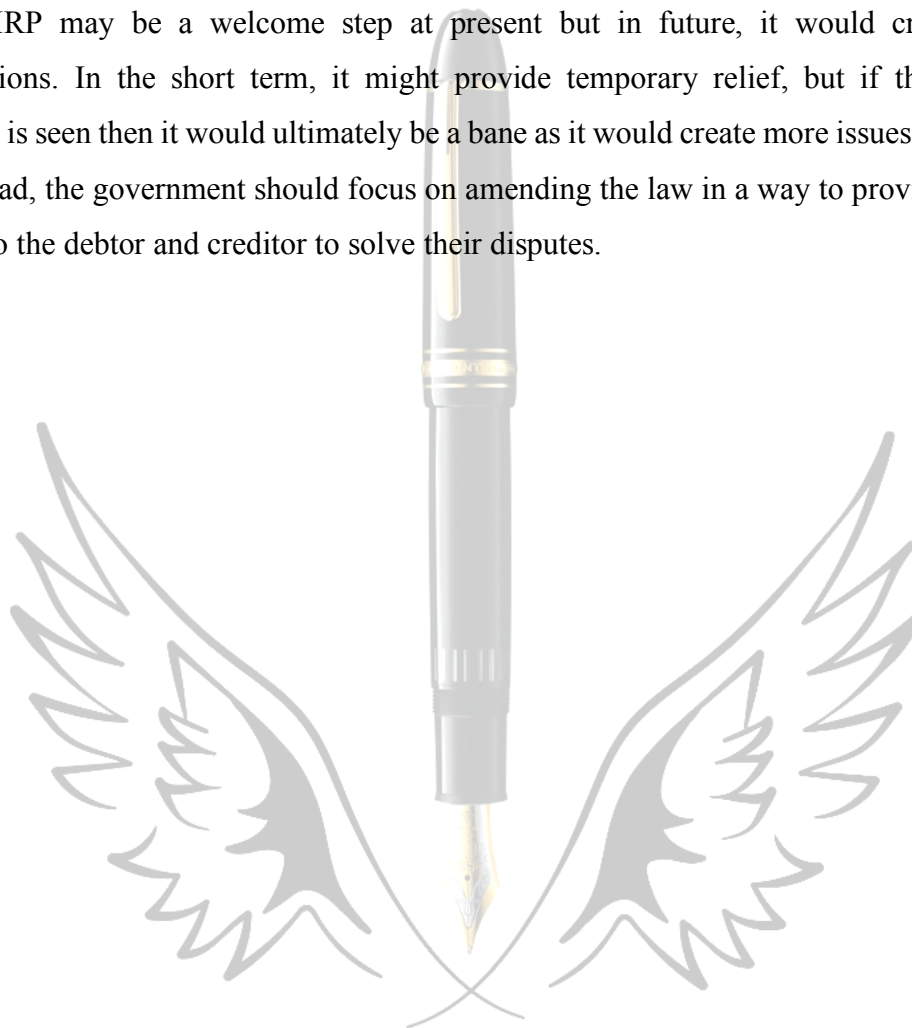 IRP may be a welcome step at present but in future, it would cr
ions. In the short term, it might provide temporary relief, but if th
is seen then it would ultimately be a bane as it would create more issues
ad, the government should focus on amending the law in a way to provi
o the debtor and creditor to solve their disputes.